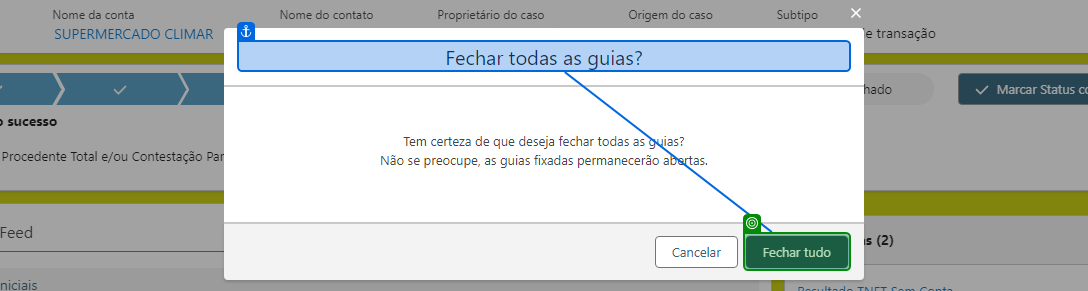 Nome da conta
Nome do contato
Proprietário do caso
Origem do caso
Subtipo
SUPERMERCADO CLIMAR
e de transação
Fechar todas as guias?
hado
Marcar Status co
o sucesso
Procedente Total e/ou Contestação Par
Tem certeza de que deseja fechar todas as guias?
Não se preocupe, as guias fixadas permanecerão abertas.
Feed
s (2)
Cancelar
Fechar tudo
niciais
Resultado TNFT Sem Conta